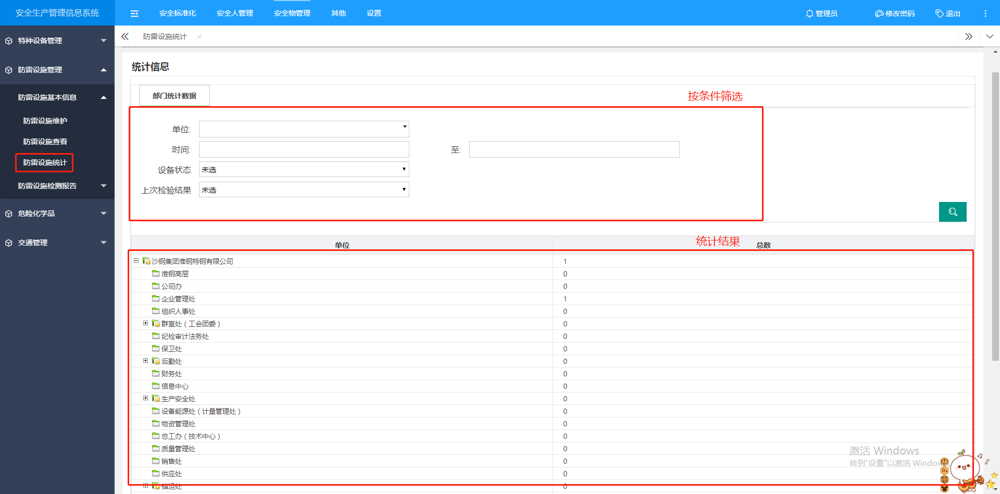 安全生产管理信息系统
安全标准化 安全人管理 安全物管理 其他 设置
管理员 修改密码 退出
特种设备管理
防雷设施管理
防雷设施基本信息
防雷设施维护
防雷设施查看
防雷设施统计
防雷设施检测报告
危险化学品
交通管理
防雷设施统计
统计信息
部门统计数据
按条件筛选
单位:
时间: 至:
设备状态 未选
上次检验结果 未选
统计结果
单位 总数
沙钢集团淮钢特钢有限公司 1
淮钢高层 0
公司办 0
企业管理处 1
组织人事处 0
群宣处（工会团委） 0
纪检审计法务处 0
保卫处 0
后勤处 0
财务处 0
信息中心 0
生产安全处 0
设备能源处（计量管理处） 0
物资管理处 0
总工办（技术中心） 0
质量管理处 0
销售处 0
供应处 0
储运处 0
激活 Windows
转到"设置"以激活 Windows
中
简